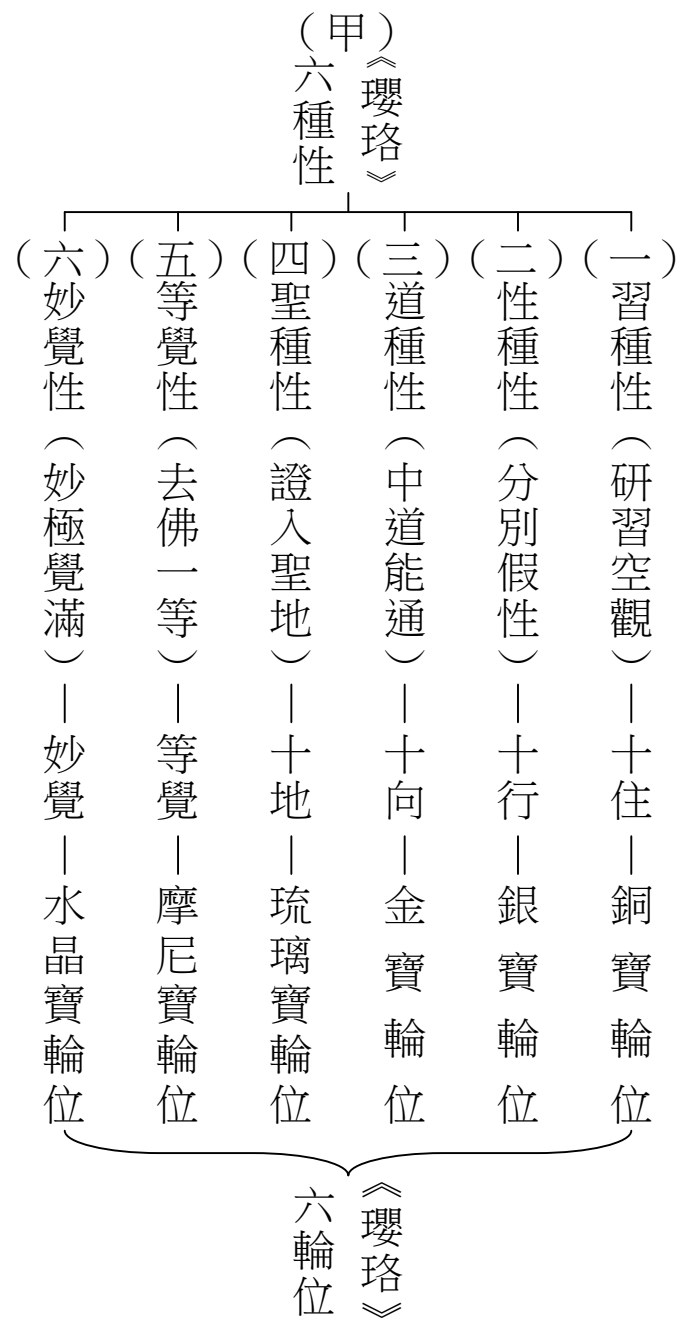 （甲）
《瓔珞》
六種性
（一）習種性（研習空觀）—十住—銅寶輪位
（二）性種性（分別假性）—十行—銀寶輪位
（三）道種性（中道能通）—十向—金寶輪位
（四）聖種性（證入聖地）—十地—琉璃寶輪位
（五）等覺性（去佛一等）—等覺—摩尼寶輪位
（六）妙覺性（妙極覺滿）—妙覺—水晶寶輪位
《瓔珞》
六輪位